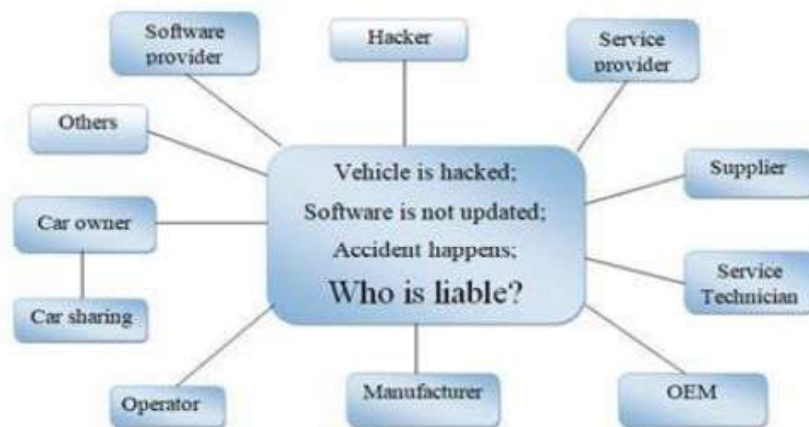 Software
provider
Hacker
Service
provider
Others
Vehicle is hacked;
Software is not updated;
Accident happens;
Who is liable?
Supplier
Car owner
Service
Technician
Car sharing
Operator
Manufacturer
OEM